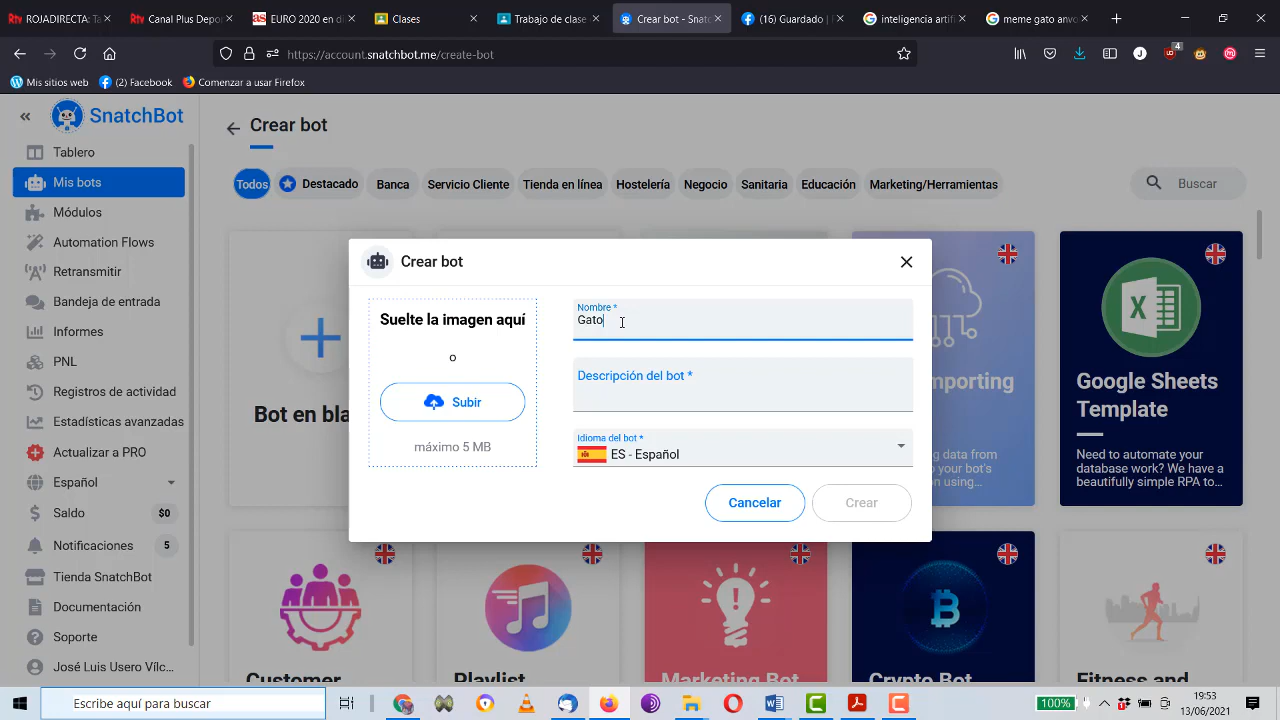 ROJADIRECTA: Ta
Canal Plus Depor
EURO 2020 en di
Clases
Trabajo de clase
Crear bot - Snatc
(16) Guardado |
inteligencia artifi
meme gato anvo
https://account.snatchbot.me/create-bot
4
Mis sitios web
(2) Facebook
Comenzar a usar Firefox
SnatchBot
Crear bot
Tablero
Mis bots
Módulos
Automation Flows
Retransmitir
Bandeja de entrada
Informes
PNL
Registros de actividad
Estadísticas avanzadas
Actualizar a PRO
Español
Saldo
$0
Notificaciones
5
Tienda SnatchBot
Documentación
Soporte
José Luis Usero Vílc...
Todos
Destacado
Banca
Servicio Cliente
Tienda en línea
Hostelería
Negocio
Sanitaria
Educación
Marketing/Herramientas
Buscar
Crear bot
Suelte la imagen aquí
o
Subir
máximo 5 MB
Nombre *
Gato
Descripción del bot *
Idioma del bot *
ES - Español
Cancelar
Crear
Bot en bla
mporting
ng data from
o your bot's
on using...
Google Sheets
Template
Need to automate your
database work? We have a
beautifully simple RPA to...
Customer
Playlist
Marketing Bot
Crypto Bot
Fitness and
Escribe aquí para buscar
100%
19:53
13/06/2021